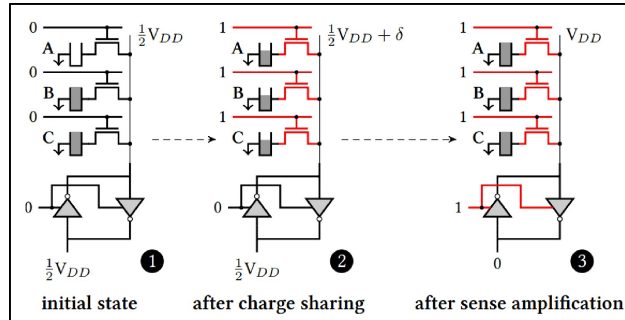 0 ½V_DD
A
0
B
0
C
0
½V_DD
1
initial state
1 ½V_DD + δ
A
1
B
1
C
0
½V_DD
2
after charge sharing
1 V_DD
A
1
B
1
C
1
0
3
after sense amplification